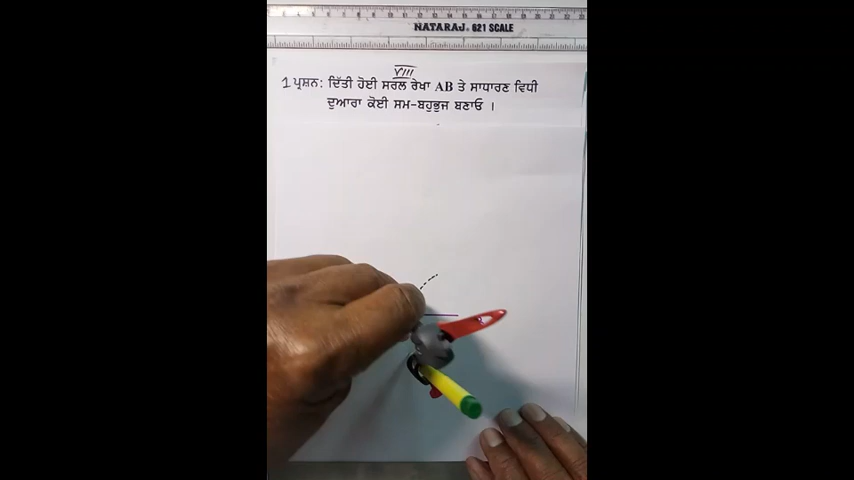 NATARAJ 621 SCALE
VIII
1 ਪ੍ਰਸ਼ਨ: ਦਿੱਤੀ ਹੋਈ ਸਰਲ ਰੇਖਾ AB ਤੇ ਸਾਧਾਰਣ ਵਿਧੀ
ਦੁਆਰਾ ਕੋਈ ਸਮ-ਬਹੁਭੁਜ ਬਣਾਓ ।